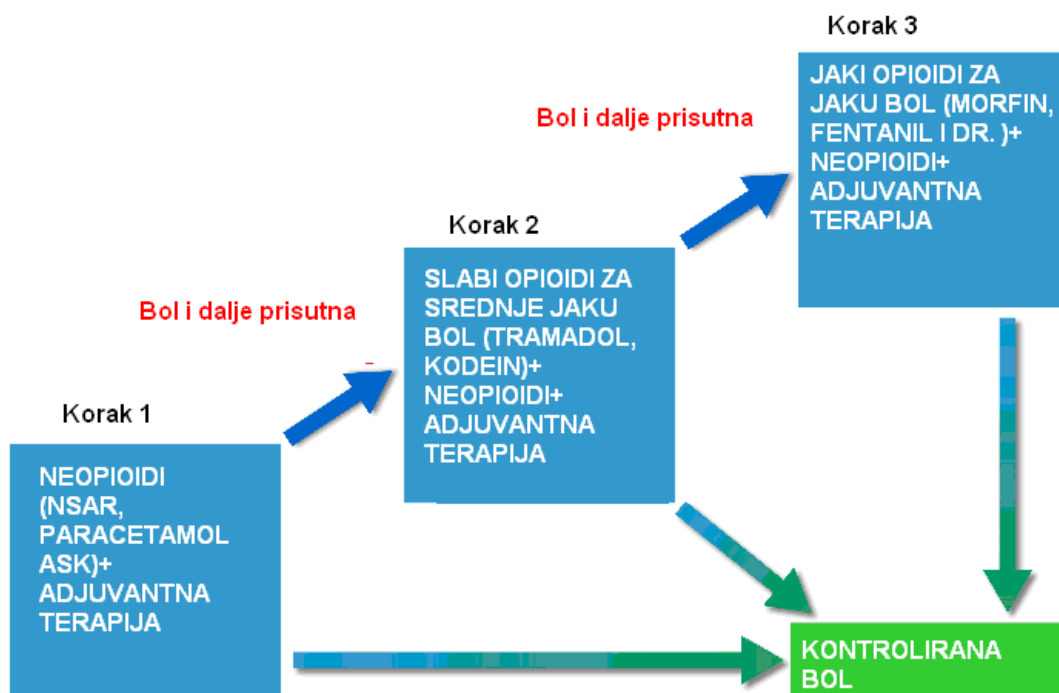 Korak 3
JAKI OPIOIDI ZA
JAKU BOL (MORFIN,
FENTANIL I DR. )+
NEOPIOIDI+
ADJUVANTNA
TERAPIJA
Bol i dalje prisutna
Korak 2
SLABI OPIOIDI ZA
SREDNJE JAKU
BOL (TRAMADOL,
KODEIN)+
NEOPIOIDI+
ADJUVANTNA
TERAPIJA
Bol i dalje prisutna
Korak 1
NEOPIOIDI
(NSAR,
PARACETAMOL
ASK)+
ADJUVANTNA
TERAPIJA
KONTROLIRANA
BOL